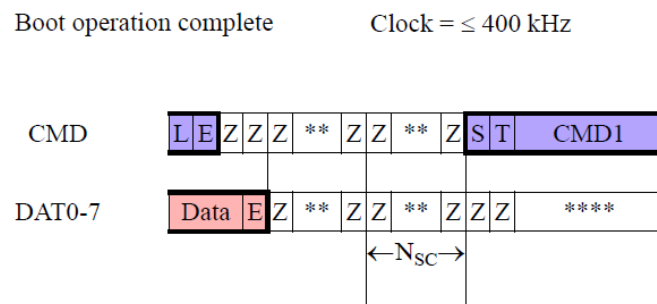 Boot operation complete Clock = ≤ 400 kHz
CMD L E Z Z Z ** Z Z ** Z S T CMD1
DAT0-7 Data E Z ** Z Z ** Z Z Z ****
←NSC→